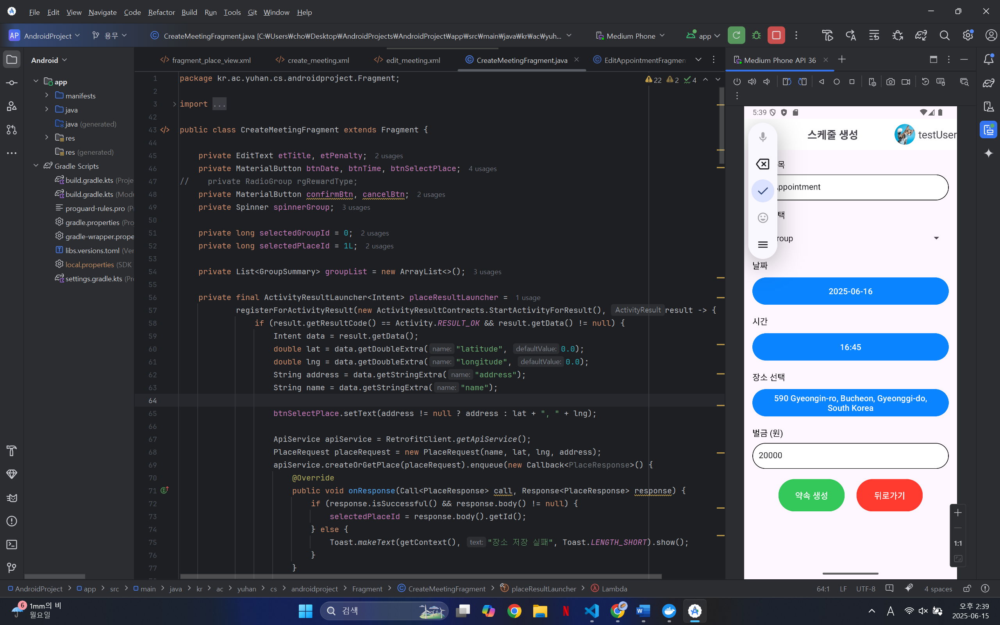 File Edit View Navigate Code Refactor Build Run Tools Git Window Help
AP AndroidProject 용무 CreateMeetingFragment.java [C:₩Users₩cho₩Desktop₩AndroidProjects₩AndroidProject₩app₩src₩main₩java₩kr₩ac₩yuh... Medium Phone app
Android
app
manifests
java
java (generated)
res
res (generated)
Gradle Scripts
build.gradle.kts (Proje
build.gradle.kts (Modu
proguard-rules.pro (Pr
gradle.properties (Pro
gradle-wrapper.prope
libs.versions.toml (Ver
local.properties (SDK
settings.gradle.kts (Pro
fragment_place_view.xml create_meeting.xml edit_meeting.xml CreateMeetingFragment.java EditAppointmentFragmen
22 2 4
1 package kr.ac.yuhan.cs.androidproject.Fragment;
2
3 import ...
42
43 public class CreateMeetingFragment extends Fragment {
44
45 private EditText etTitle, etPenalty; 2 usages
46 private MaterialButton btnDate, btnTime, btnSelectPlace; 4 usages
47 // private RadioGroup rgRewardType;
48 private MaterialButton confirmBtn, cancelBtn; 2 usages
49 private Spinner spinnerGroup; 3 usages
50
51 private long selectedGroupId = 0; 2 usages
52 private long selectedPlaceId = 1L; 2 usages
53
54 private List<GroupSummary> groupList = new ArrayList<>(); 3 usages
55
56 private final ActivityResultLauncher<Intent> placeResultLauncher = 1 usage
57 registerForActivityResult(new ActivityResultContracts.StartActivityForResult(), ActivityResult result -> {
58 if (result.getResultCode() == Activity.RESULT_OK && result.getData() != null) {
59 Intent data = result.getData();
60 double lat = data.getDoubleExtra( name: "latitude", defaultValue: 0.0);
61 double lng = data.getDoubleExtra( name: "longitude", defaultValue: 0.0);
62 String address = data.getStringExtra( name: "address");
63 String name = data.getStringExtra( name: "name");
64
65 btnSelectPlace.setText(address != null ? address : lat + ", " + lng);
66
67 ApiService apiService = RetrofitClient.getApiService();
68 PlaceRequest placeRequest = new PlaceRequest(name, lat, lng, address);
69 apiService.createOrGetPlace(placeRequest).enqueue(new Callback<PlaceResponse>() {
70 @Override
71 public void onResponse(Call<PlaceResponse> call, Response<PlaceResponse> response) {
72 if (response.isSuccessful() && response.body() != null) {
73 selectedPlaceId = response.body().getId();
74 } else {
75 Toast.makeText(getContext(), text: "장소 저장 실패", Toast.LENGTH_SHORT).show();
76 }
77 }
Medium Phone API 36
5:39
스케줄 생성 testUser
목
ppointment
택
roup
날짜
2025-06-16
시간
16:45
장소 선택
590 Gyeongin-ro, Bucheon, Gyeonggi-do,
South Korea
벌금 (원)
20000
약속 생성 뒤로가기
1:1
AndroidProject app src main java kr ac yuhan cs androidproject Fragment CreateMeetingFragment placeResultLauncher Lambda
64:1 LF UTF-8 4 spaces
6 1mm의 비
월요일
검색
A
오후 2:39
2025-06-15